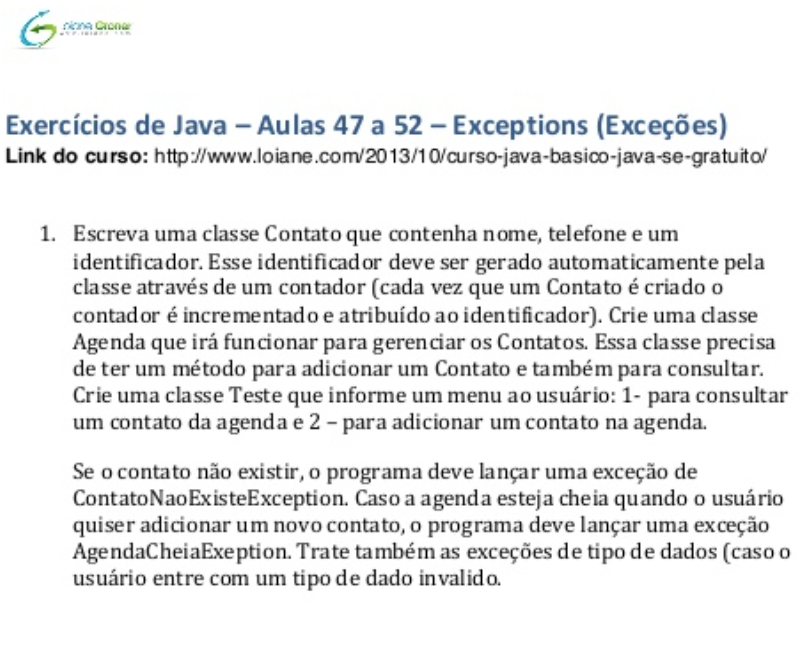 Exercícios de Java – Aulas 47 a 52 – Exceptions (Exceções)
Link do curso: http://www.loiane.com/2013/10/curso-java-basico-java-se-gratuito/
1. Escreva uma classe Contato que contenha nome, telefone e um
identificador. Esse identificador deve ser gerado automaticamente pela
classe através de um contador (cada vez que um Contato é criado o
contador é incrementado e atribuído ao identificador). Crie uma classe
Agenda que irá funcionar para gerenciar os Contatos. Essa classe precisa
de ter um método para adicionar um Contato e também para consultar.
Crie uma classe Teste que informe um menu ao usuário: 1- para consultar
um contato da agenda e 2 – para adicionar um contato na agenda.
Se o contato não existir, o programa deve lançar uma exceção de
ContatoNaoExisteException. Caso a agenda esteja cheia quando o usuário
quiser adicionar um novo contato, o programa deve lançar uma exceção
AgendaCheiaExeption. Trate também as exceções de tipo de dados (caso o
usuário entre com um tipo de dado invalido.